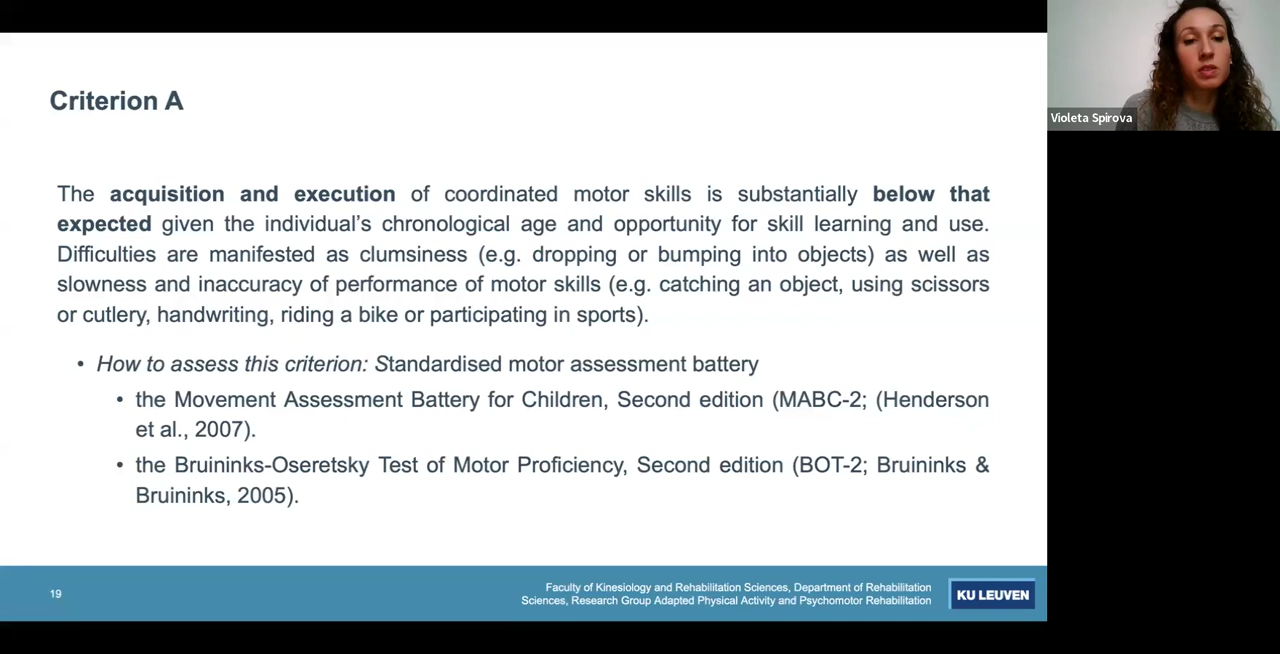 Criterion A
The acquisition and execution of coordinated motor skills is substantially below that
expected given the individual's chronological age and opportunity for skill learning and use.
Difficulties are manifested as clumsiness (e.g. dropping or bumping into objects) as well as
slowness and inaccuracy of performance of motor skills (e.g. catching an object, using scissors
or cutlery, handwriting, riding a bike or participating in sports).
• How to assess this criterion: Standardised motor assessment battery
• the Movement Assessment Battery for Children, Second edition (MABC-2; (Henderson
et al., 2007).
• the Bruininks-Oseretsky Test of Motor Proficiency, Second edition (BOT-2; Bruininks &
Bruininks, 2005).
19
Faculty of Kinesiology and Rehabilitation Sciences, Department of Rehabilitation
Sciences, Research Group Adapted Physical Activity and Psychomotor Rehabilitation
KU LEUVEN
Violeta Spirova